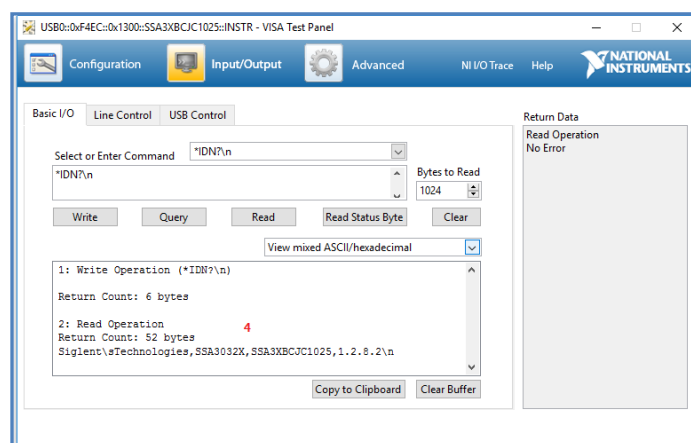 USB0::0xF4EC::0x1300::SSA3XBCJC1025::INSTR - VISA Test Panel
Configuration
Input/Output
Advanced
NI I/O Trace
Help
NATIONAL
INSTRUMENTS
Basic I/O
Line Control
USB Control
Return Data
Read Operation
No Error
Select or Enter Command
*IDN?\n
*IDN?\n
Bytes to Read
1024
Write
Query
Read
Read Status Byte
Clear
View mixed ASCII/hexadecimal
1: Write Operation (*IDN?\n)
Return Count: 6 bytes
2: Read Operation
4
Return Count: 52 bytes
Siglent\sTechnologies,SSA3032X,SSA3XBCJC1025,1.2.8.2\n
Copy to Clipboard
Clear Buffer